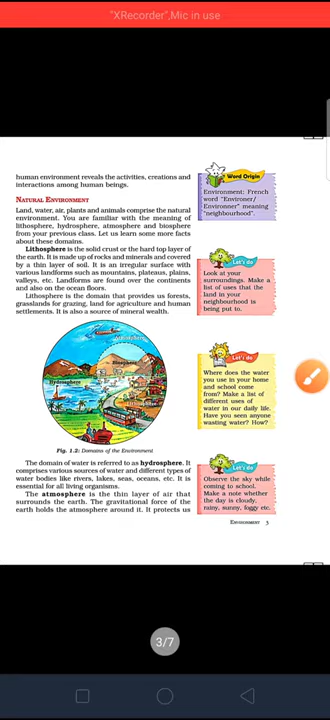 "XRecorder",Mic in use
human environment reveals the activities, creations and
interactions among human beings.
NATURAL ENVIRONMENT
Land, water, air, plants and animals comprise the natural
environment. You are familiar with the meaning of
lithosphere, hydrosphere, atmosphere and biosphere
from your previous class. Let us learn some more facts
about these domains.
Lithosphere is the solid crust or the hard top layer of
the earth. It is made up of rocks and minerals and covered
by a thin layer of soil. It is an irregular surface with
various landforms such as mountains, plateaus, plains,
valleys, etc. Landforms are found over the continents
and also on the ocean floors.
Lithosphere is the domain that provides us forests,
grasslands for grazing, land for agriculture and human
settlements. It is also a source of mineral wealth.
Atmosphere
Biosphere
Hydrosphere
Lithosphere
Fig. 1.2: Domains of the Environment
The domain of water is referred to as hydrosphere. It
comprises various sources of water and different types of
water bodies like rivers, lakes, seas, oceans, etc. It is
essential for all living organisms.
The atmosphere is the thin layer of air that
surrounds the earth. The gravitational force of the
earth holds the atmosphere around it. It protects us
Word Origin
Environment: French
word "Environer/
Environner" meaning
"neighbourhood".
Let's do
Look at your
surroundings. Make a
list of uses that the
land in your
neighbourhood is
being put to.
Let's do
Where does the water
you use in your home
and school come
from? Make a list of
different uses of
water in our daily life.
Have you seen anyone
wasting water? How?
Let's do
Observe the sky while
coming to school.
Make a note whether
the day is cloudy,
rainy, sunny, foggy etc.
ENVIRONMENT 3
3/7